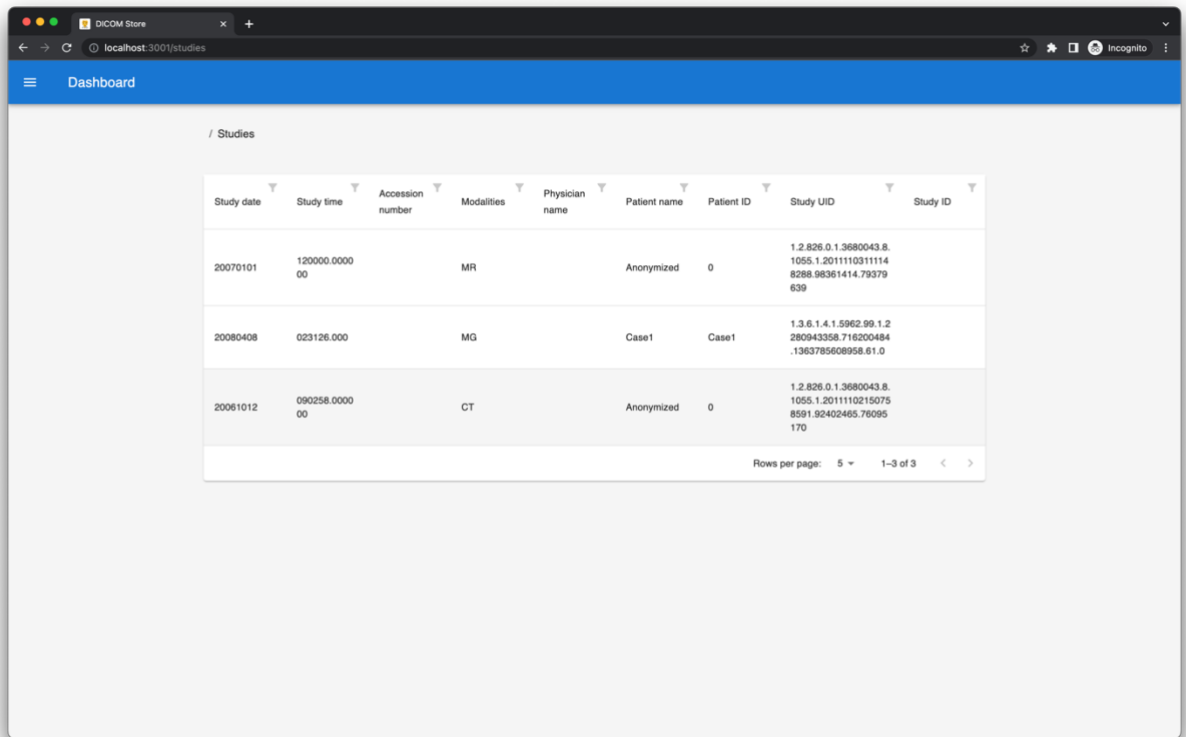 DICOM Store
localhost:3001/studies
Incognito
Dashboard
/ Studies
Study date
Study time
Accession
number
Modalities
Physician
name
Patient name
Patient ID
Study UID
Study ID
20070101
120000.0000
00
MR
Anonymized
0
1.2.826.0.1.3680043.8.
1055.1.2011110311114
8288.98361414.79379
639
20080408
023126.000
MG
Case1
Case1
1.3.6.1.4.1.5962.99.1.2
280943358.716200484
.1363785608958.61.0
20061012
090258.0000
00
CT
Anonymized
0
1.2.826.0.1.3680043.8.
1055.1.2011110215075
8591.92402465.76095
170
Rows per page: 5 1–3 of 3